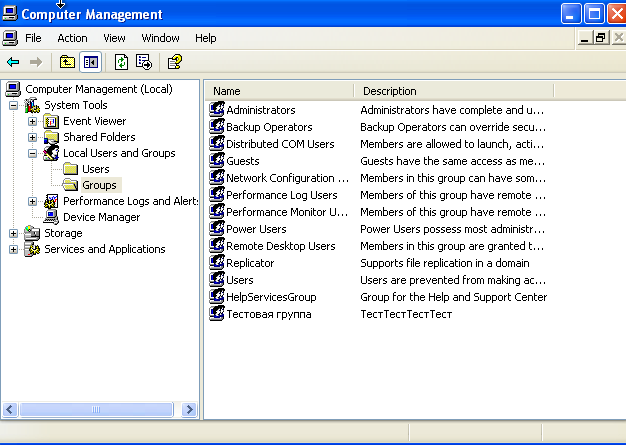 Computer Management
File Action View Window Help
Computer Management (Local)
System Tools
Event Viewer
Shared Folders
Local Users and Groups
Users
Groups
Performance Logs and Alerts
Device Manager
Storage
Services and Applications
Name Description
Administrators Administrators have complete and u...
Backup Operators Backup Operators can override secu...
Distributed COM Users Members are allowed to launch, acti...
Guests Guests have the same access as me...
Network Configuration ... Members in this group can have som...
Performance Log Users Members of this group have remote ...
Performance Monitor U... Members of this group have remote ...
Power Users Power Users possess most administr...
Remote Desktop Users Members in this group are granted t...
Replicator Supports file replication in a domain
Users Users are prevented from making ac...
HelpServicesGroup Group for the Help and Support Center
Тестовая группа ТестТестТестТест